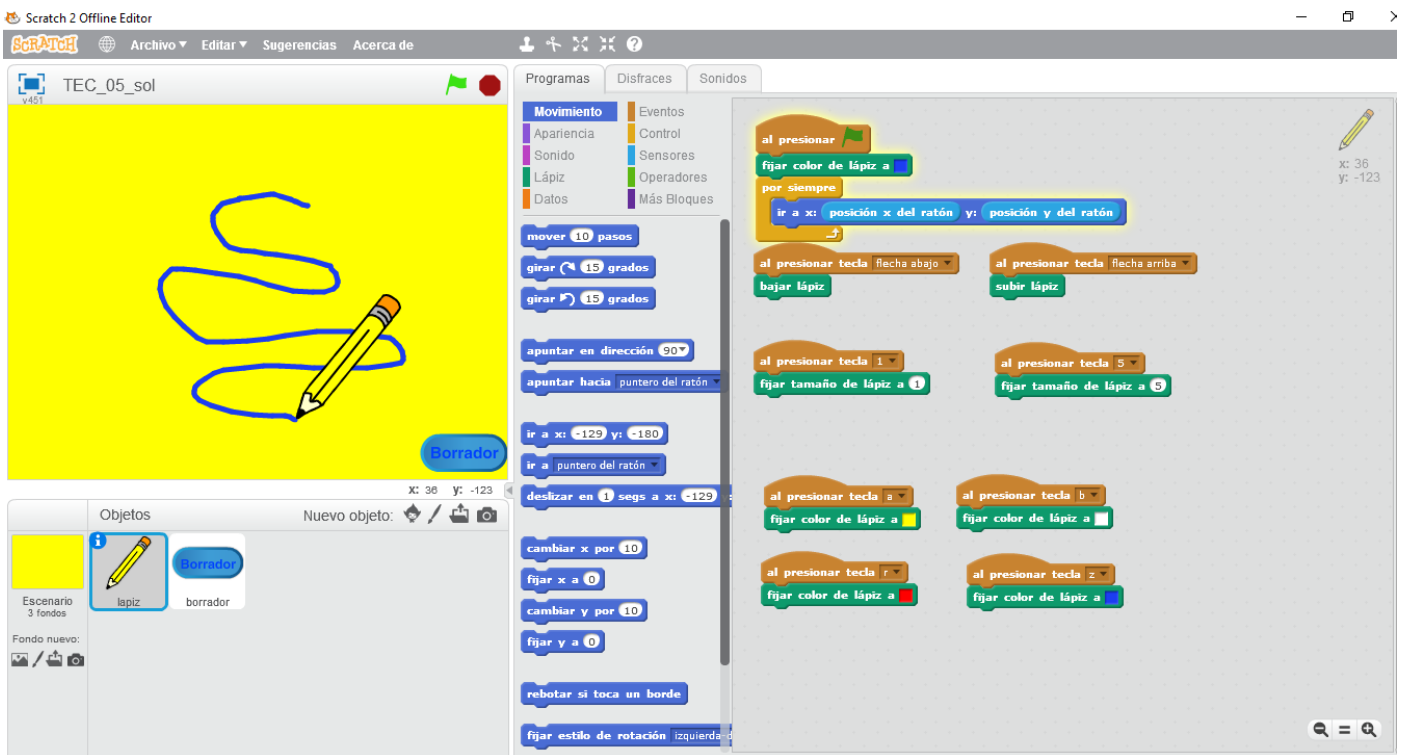 Scratch 2 Offline Editor
SCRATCH Archivo Editar Sugerencias Acerca de
TEC_05_sol
v451
Borrador
X: 36 y: -123
Objetos
Nuevo objeto:
Escenario
3 fondos
Fondo nuevo:
lapiz
Borrador
borrador
Programas Disfraces Sonidos
Movimiento Eventos
Apariencia Control
Sonido Sensores
Lápiz Operadores
Datos Más Bloques
mover 10 pasos
girar 15 grados
girar 15 grados
apuntar en dirección 90
apuntar hacia puntero del ratón
ir a x: -129 y: -180
ir a puntero del ratón
deslizar en 1 segs a x: -129
cambiar x por 10
fijar x a 0
cambiar y por 10
fijar y a 0
rebotar si toca un borde
fijar estilo de rotación
al presionar
fijar color de lápiz a
por siempre
ir a x: posición x del ratón y: posición y del ratón
al presionar tecla flecha abajo
bajar lápiz
al presionar tecla flecha arriba
subir lápiz
al presionar tecla 1
fijar tamaño de lápiz a 1
al presionar tecla 5
fijar tamaño de lápiz a 5
al presionar tecla a
fijar color de lápiz a
al presionar tecla b
fijar color de lápiz a
al presionar tecla r
fijar color de lápiz a
al presionar tecla z
fijar color de lápiz a
x: 36
y: -123